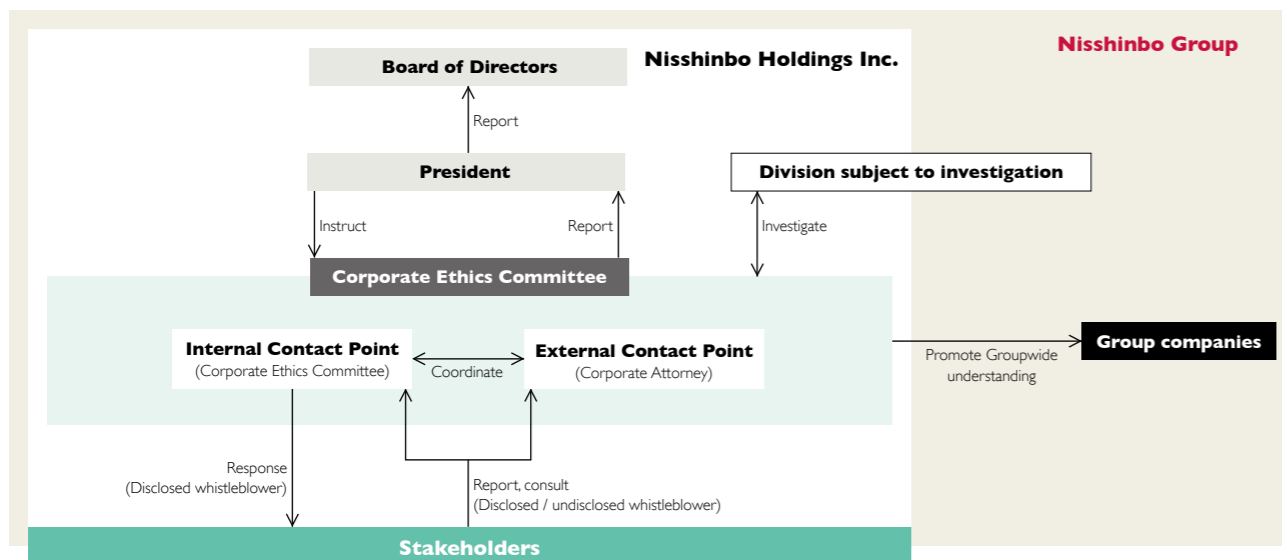 Nisshinbo Group
Nisshinbo Holdings Inc.
Board of Directors
Report
President
Division subject to investigation
Instruct
Report
Investigate
Corporate Ethics Committee
Internal Contact Point
(Corporate Ethics Committee)
Coordinate
External Contact Point
(Corporate Attorney)
Group companies
Promote Groupwide
understanding
Response
(Disclosed whistleblower)
Report, consult
(Disclosed / undisclosed whistleblower)
Stakeholders